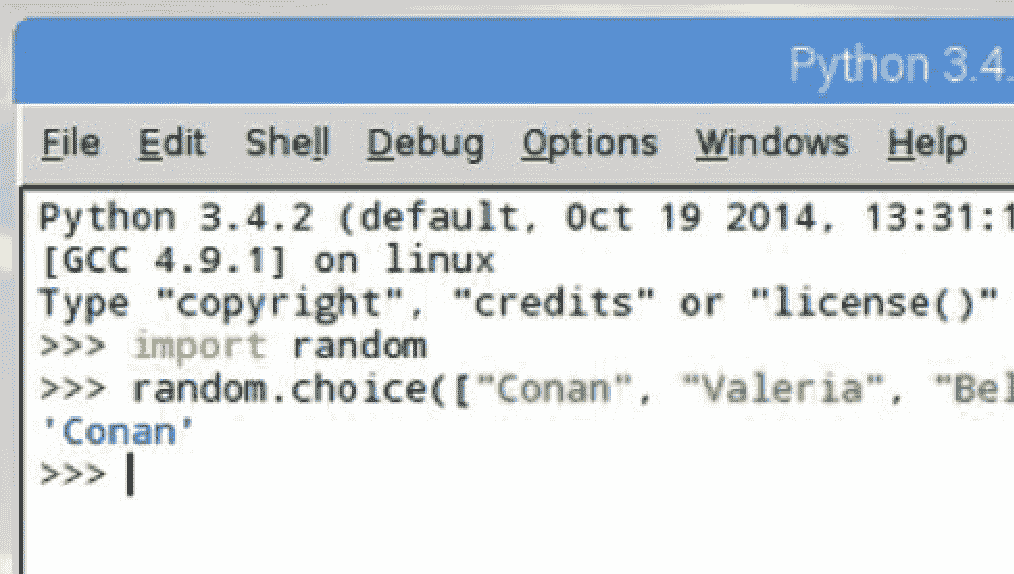 Python 3.4.
File Edit Shell Debug Options Windows Help
Python 3.4.2 (default, Oct 19 2014, 13:31:1
[GCC 4.9.1] on linux
Type "copyright", "credits" or "license()"
>>> import random
>>> random.choice(["Conan", "Valeria", "Bel
'Conan'
>>>